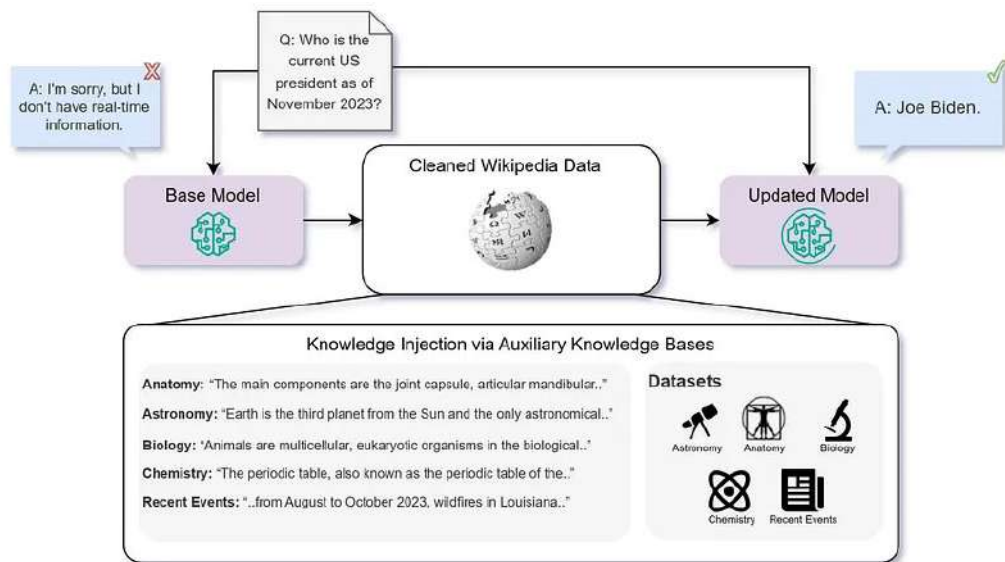 Q: Who is the
current US
president as of
November 2023?
A: I'm sorry, but I
don't have real-time
information.
A: Joe Biden.
Base Model
Cleaned Wikipedia Data
Updated Model
Knowledge Injection via Auxiliary Knowledge Bases
Anatomy: “The main components are the joint capsule, articular mandibular..”
Astronomy: “Earth is the third planet from the Sun and the only astronomical..”
Biology: “Animals are multicellular, eukaryotic organisms in the biological..”
Chemistry: “The periodic table, also known as the periodic table of the..”
Recent Events: “..from August to October 2023, wildfires in Louisiana..”
Datasets
Astronomy
Anatomy
Biology
Chemistry
Recent Events